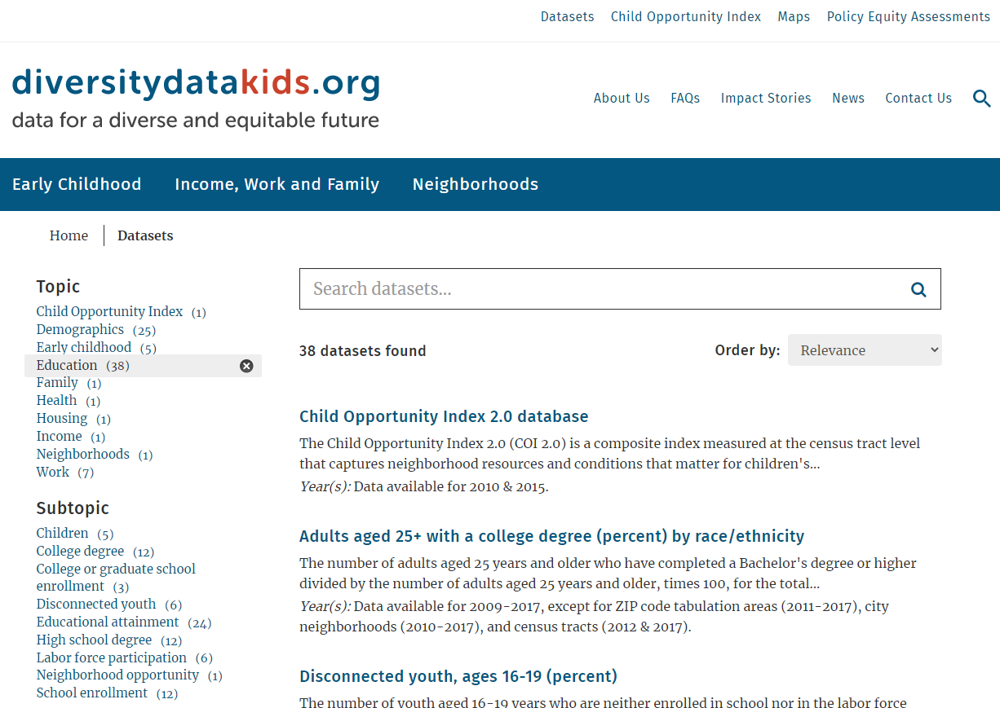 Datasets Child Opportunity Index Maps Policy Equity Assessments
diversitydatakids.org
data for a diverse and equitable future
About Us FAQs Impact Stories News Contact Us
Early Childhood Income, Work and Family Neighborhoods
Home Datasets
Topic
Child Opportunity Index (1)
Demographics (25)
Early childhood (5)
Education (38)
Family (1)
Health (1)
Housing (1)
Income (1)
Neighborhoods (1)
Work (7)
Subtopic
Children (5)
College degree (12)
College or graduate school
enrollment (3)
Disconnected youth (6)
Educational attainment (24)
High school degree (12)
Labor force participation (6)
Neighborhood opportunity (1)
School enrollment (12)
Search datasets...
38 datasets found
Order by: Relevance
Child Opportunity Index 2.0 database
The Child Opportunity Index 2.0 (COI 2.0) is a composite index measured at the census tract level
that captures neighborhood resources and conditions that matter for children's...
Year(s): Data available for 2010 & 2015.
Adults aged 25+ with a college degree (percent) by race/ethnicity
The number of adults aged 25 years and older who have completed a Bachelor's degree or higher
divided by the number of adults aged 25 years and older, times 100, for the total...
Year(s): Data available for 2009-2017, except for ZIP code tabulation areas (2011-2017), city
neighborhoods (2010-2017), and census tracts (2012 & 2017).
Disconnected youth, ages 16-19 (percent)
The number of youth aged 16-19 years who are neither enrolled in school nor in the labor force